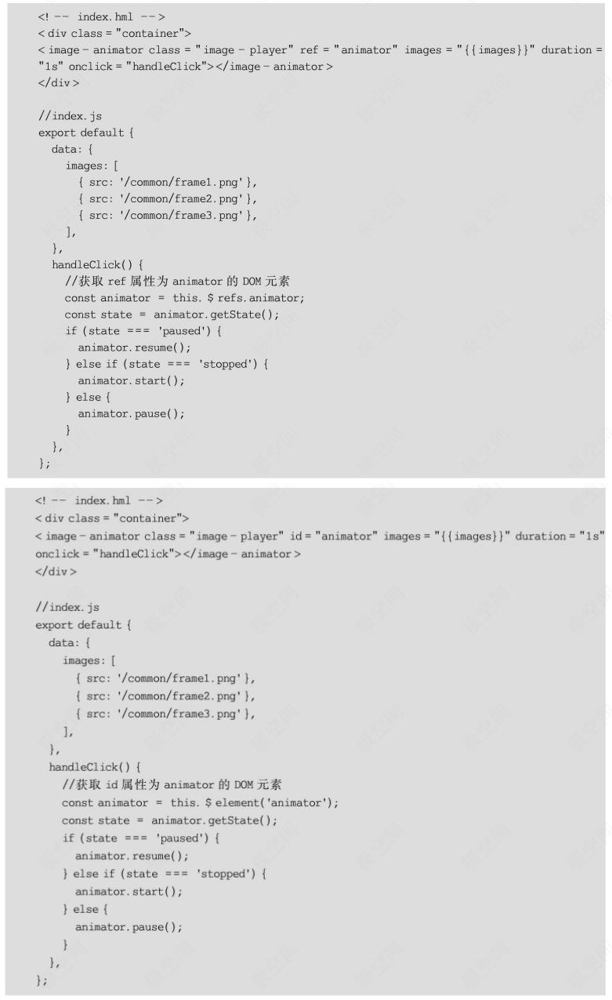 <! -- index.hml -->
<div class = "container">
<image-animator class = "image-player" ref = "animator" images = "{{images}}" duration =
"1s" onclick = "handleClick"></image-animator>
</div>
//index.js
export default {
data: {
images: [
{ src: '/common/frame1.png' },
{ src: '/common/frame2.png' },
{ src: '/common/frame3.png' },
],
},
handleClick() {
//获取 ref 属性为 animator 的 DOM 元素
const animator = this. $ refs.animator;
const state = animator.getState();
if (state === 'paused') {
animator.resume();
} else if (state === 'stopped') {
animator.start();
} else {
animator.pause();
}
},
};
<! -- index.hml -->
<div class = "container">
<image-animator class = "image-player" id = "animator" images = "{{images}}" duration = "1s"
onclick = "handleClick"></image-animator>
</div>
//index.js
export default {
data: {
images: [
{ src: '/common/frame1.png' },
{ src: '/common/frame2.png' },
{ src: '/common/frame3.png' },
],
},
handleClick() {
//获取 id 属性为 animator 的 DOM 元素
const animator = this. $ element('animator');
const state = animator.getState();
if (state === 'paused') {
animator.resume();
} else if (state === 'stopped') {
animator.start();
} else {
animator.pause();
}
},
};